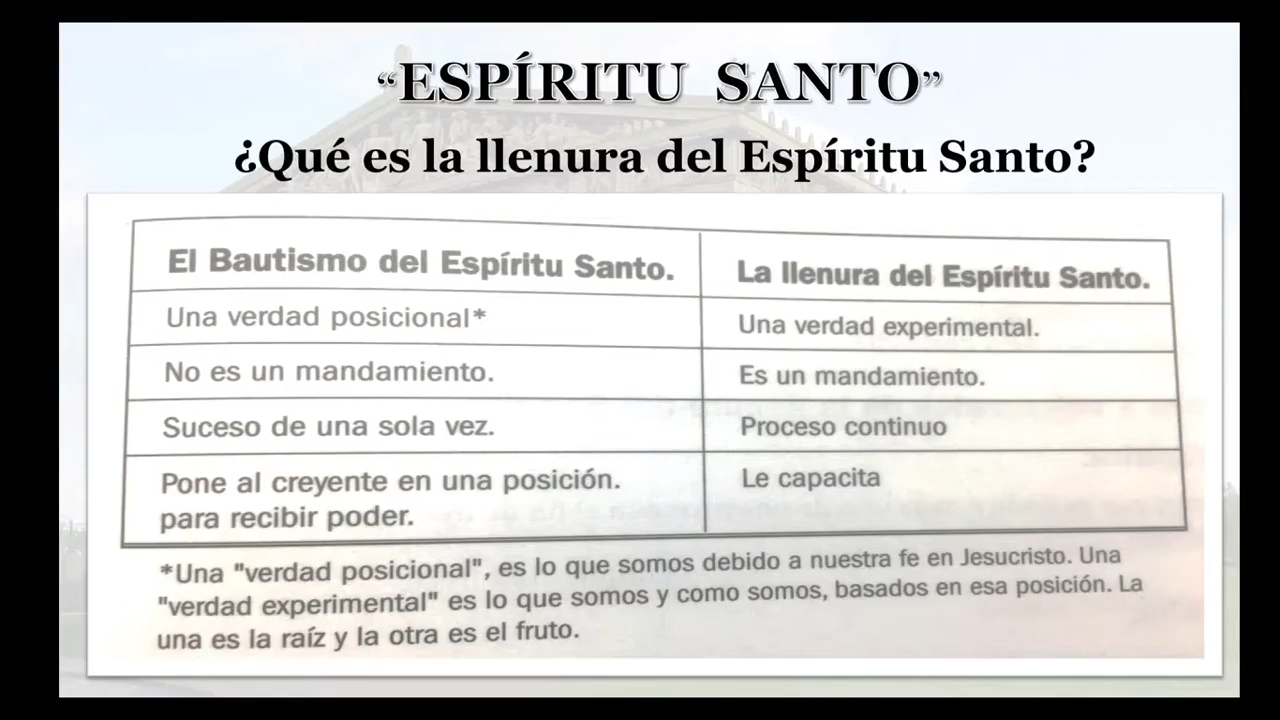 “ESPÍRITU SANTO”
¿Qué es la llenura del Espíritu Santo?
El Bautismo del Espíritu Santo.
La llenura del Espíritu Santo.
Una verdad posicional*
Una verdad experimental.
No es un mandamiento.
Es un mandamiento.
Suceso de una sola vez.
Proceso continuo
Pone al creyente en una posición.
para recibir poder.
Le capacita
*Una "verdad posicional", es lo que somos debido a nuestra fe en Jesucristo. Una
"verdad experimental" es lo que somos y como somos, basados en esa posición. La
una es la raíz y la otra es el fruto.